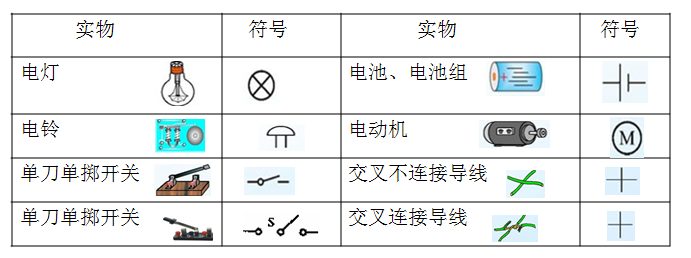 实物 符号 实物 符号
电灯 电池、电池组
电铃 电动机 M
单刀单掷开关 交叉不连接导线
单刀单掷开关 S 交叉连接导线